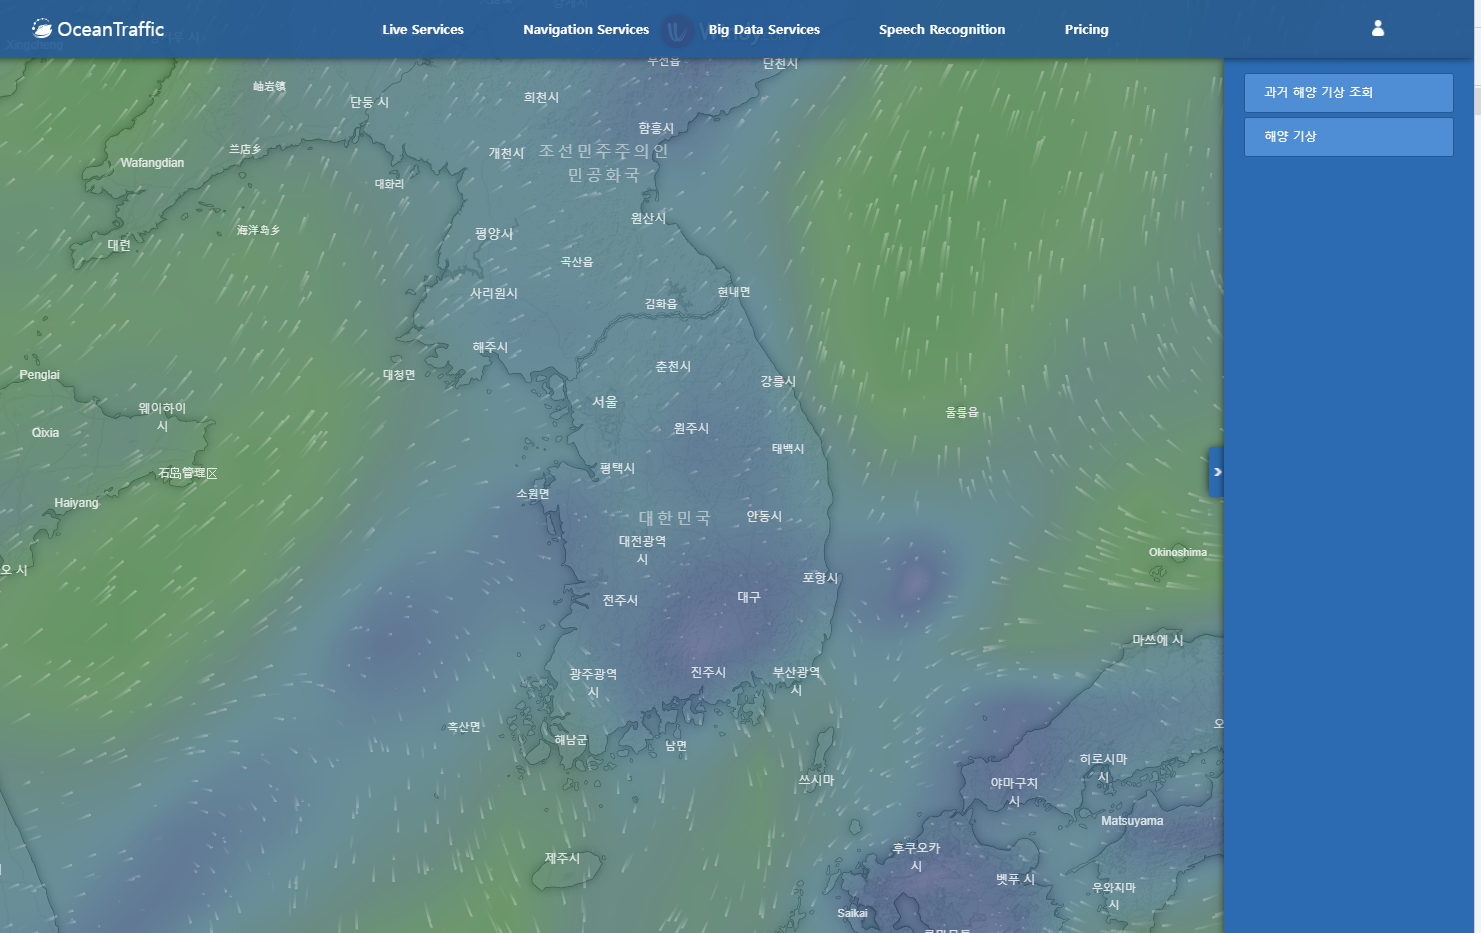 OceanTraffic
Live Services
Navigation Services
Big Data Services
Speech Recognition
Pricing
과거 해양 기상 조회
해양 기상
단천시
岫岩镇
단둥 시
희천시
함흥시
兰店乡
Wafangdian
개천시
조선민주주의인
민공화국
대화리
원산시
海洋岛乡
평양시
대련
곡산읍
사리원시
김화읍
현내면
해주시
춘천시
Penglai
대청면
강릉시
웨이하이
시
서울
울릉읍
Qixia
원주시
태백시
石岛管理区
평택시
소원면
Haiyang
대한민국
안동시
대전광역
시
Okinoshima
오 시
포항시
전주시
대구
마쓰에 시
광주광역
시
진주시
부산광역
시
흑산면
해남군
남면
오
쓰시마
히로시마
시
야마구치
시
Matsuyama
후쿠오카
시
제주시
벳푸 시
우와지마
시
Saikai